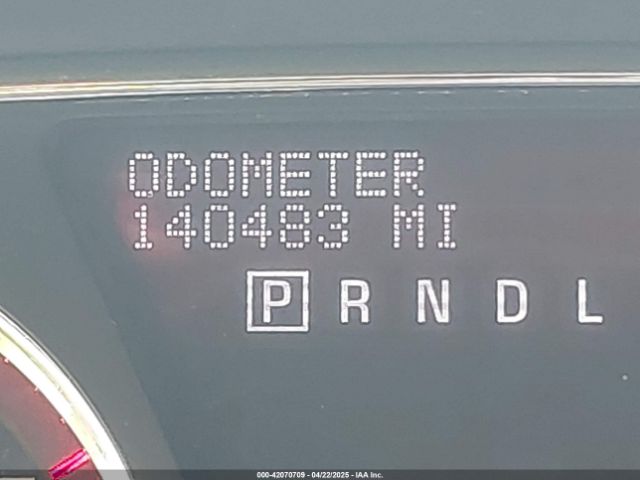 ODOMETER
140483 MI
P R N D L
000-42070709 - 04/22/2025 - IAA Inc.